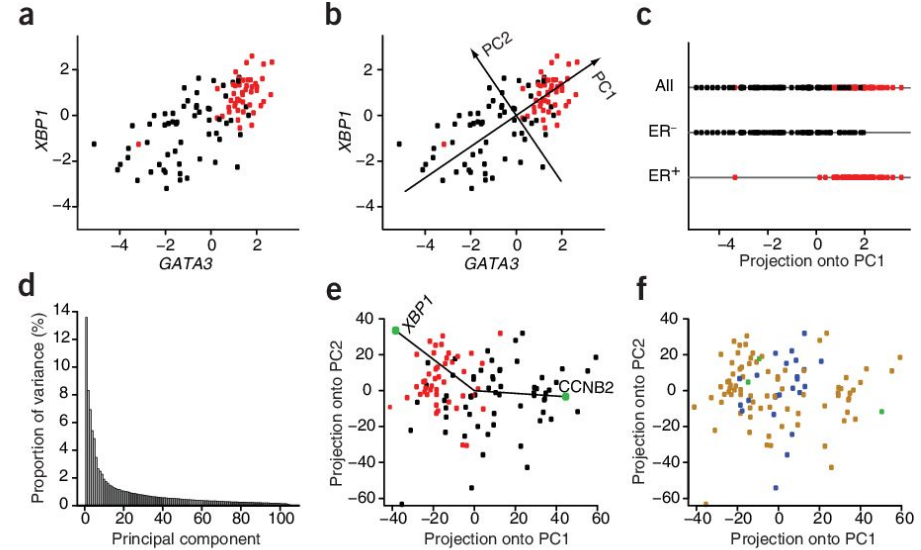 a
XBP1
2
0
−2
−4
−4 −2 0 2
GATA3
b
PC2
PC1
XBP1
2
0
−2
−4
−4 −2 0 2
GATA3
c
All
ER−
ER+
−4 −2 0 2
Projection onto PC1
d
Proportion of variance (%)
14
12
10
8
6
4
2
0
0 20 40 60 80 100
Principal component
e
XBP1
CCNB2
Projection onto PC2
40
20
0
−20
−40
−60
−40 −20 0 20 40 60
Projection onto PC1
f
Projection onto PC2
40
20
0
−20
−40
−60
−40 −20 0 20 40 60
Projection onto PC1